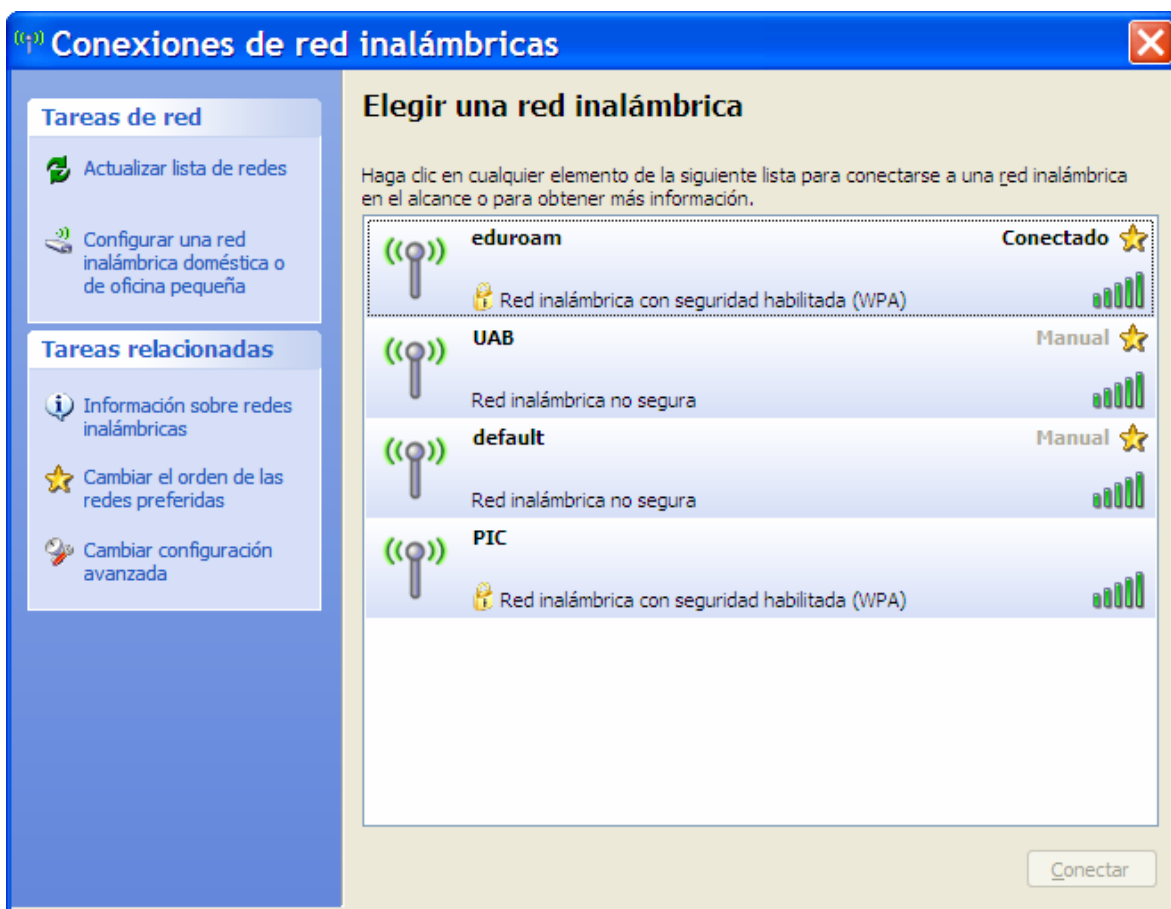 Conexiones de red inalámbricas
Tareas de red
Actualizar lista de redes
Configurar una red
inalámbrica doméstica o
de oficina pequeña
Tareas relacionadas
Información sobre redes
inalámbricas
Cambiar el orden de las
redes preferidas
Cambiar configuración
avanzada
Elegir una red inalámbrica
Haga clic en cualquier elemento de la siguiente lista para conectarse a una red inalámbrica
en el alcance o para obtener más información.
eduroam Conectado
Red inalámbrica con seguridad habilitada (WPA)
UAB Manual
Red inalámbrica no segura
default Manual
Red inalámbrica no segura
PIC
Red inalámbrica con seguridad habilitada (WPA)
Conectar